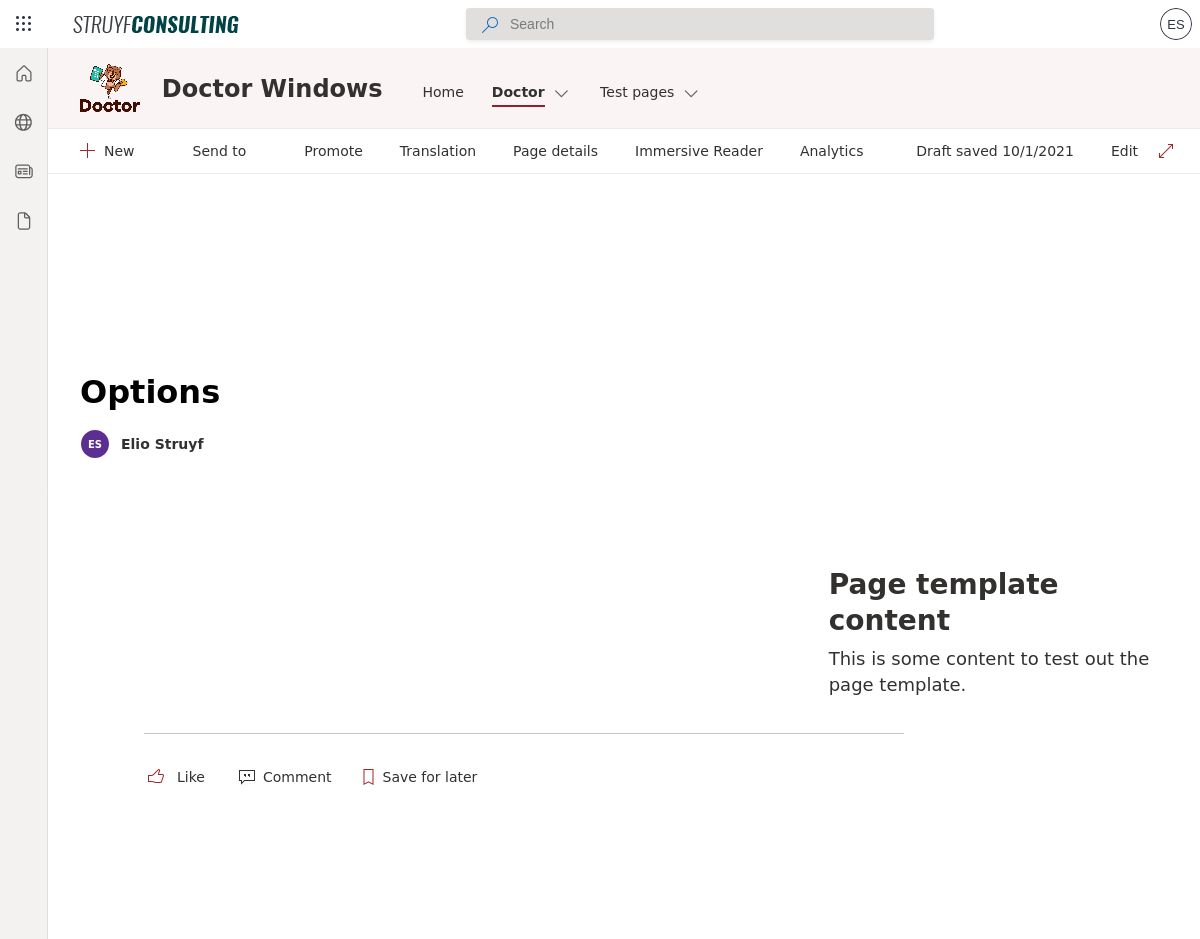 STRUYFCONSULTING
Search
ES
Doctor
Doctor Windows
Home
Doctor
Test pages
New
Send to
Promote
Translation
Page details
Immersive Reader
Analytics
Draft saved 10/1/2021
Edit
Options
ES
Elio Struyf
Page template
content
This is some content to test out the
page template.
Like
Comment
Save for later